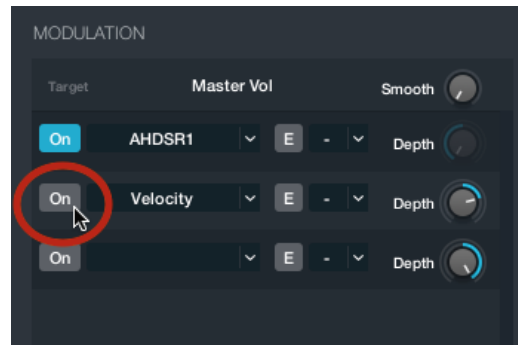 MODULATION
Target Master Vol Smooth
On AHDSR1 E - Depth
On Velocity E - Depth
On E - Depth